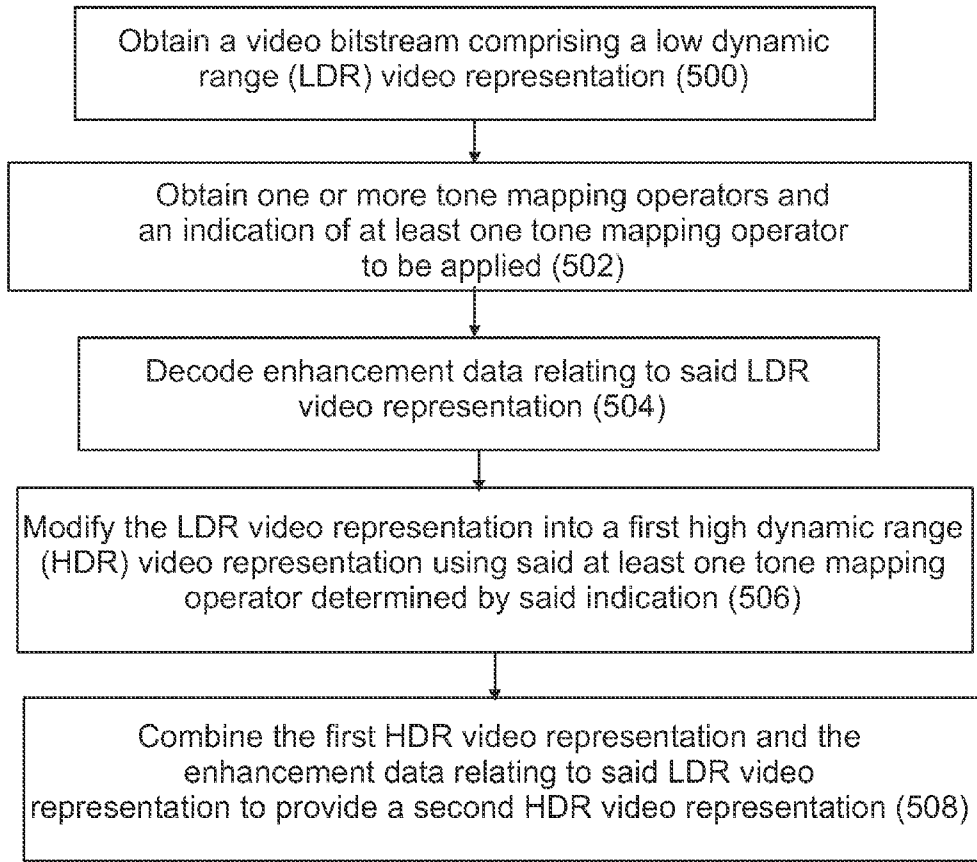 Obtain a video bitstream comprising a low dynamic
range (LDR) video representation (500)
Obtain one or more tone mapping operators and
an indication of at least one tone mapping operator
to be applied (502)
Decode enhancement data relating to said LDR
video representation (504)
Modify the LDR video representation into a first high dynamic range
(HDR) video representation using said at least one tone mapping
operator determined by said indication (506)
Combine the first HDR video representation and the
enhancement data relating to said LDR video
representation to provide a second HDR video representation (508)